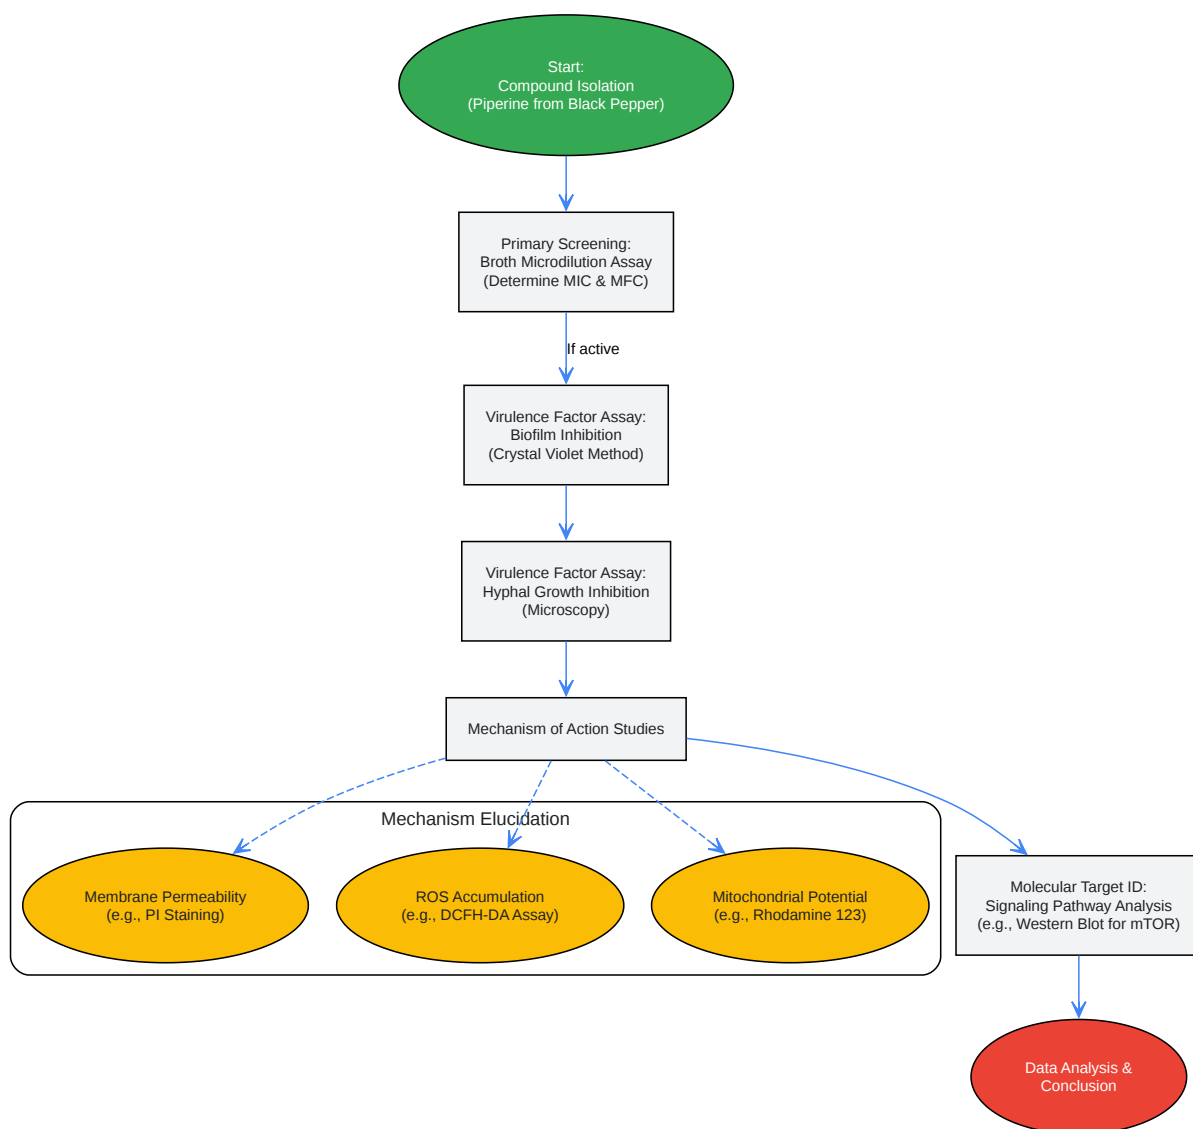 Start:
Compound Isolation
(Piperine from Black Pepper)
Primary Screening:
Broth Microdilution Assay
(Determine MIC & MFC)
If active
Virulence Factor Assay:
Biofilm Inhibition
(Crystal Violet Method)
Virulence Factor Assay:
Hyphal Growth Inhibition
(Microscopy)
Mechanism of Action Studies
Mechanism Elucidation
Membrane Permeability
(e.g., PI Staining)
ROS Accumulation
(e.g., DCFH-DA Assay)
Mitochondrial Potential
(e.g., Rhodamine 123)
Molecular Target ID:
Signaling Pathway Analysis
(e.g., Western Blot for mTOR)
Data Analysis &
Conclusion